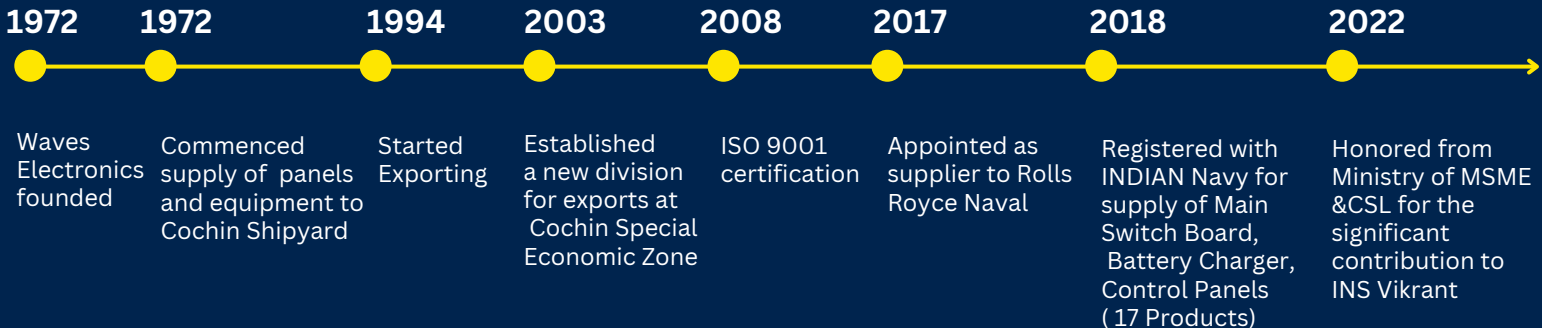 1972
1972
1994
2003
2008
2017
2018
2022
Waves
Electronics
founded
Commenced
supply of panels
and equipment to
Cochin Shipyard
Started
Exporting
Established
a new division
for exports at
Cochin Special
Economic Zone
ISO 9001
certification
Appointed as
supplier to Rolls
Royce Naval
Registered with
INDIAN Navy for
supply of Main
Switch Board,
Battery Charger,
Control Panels
( 17 Products)
Honored from
Ministry of MSME
&CSL for the
significant
contribution to
INS Vikrant